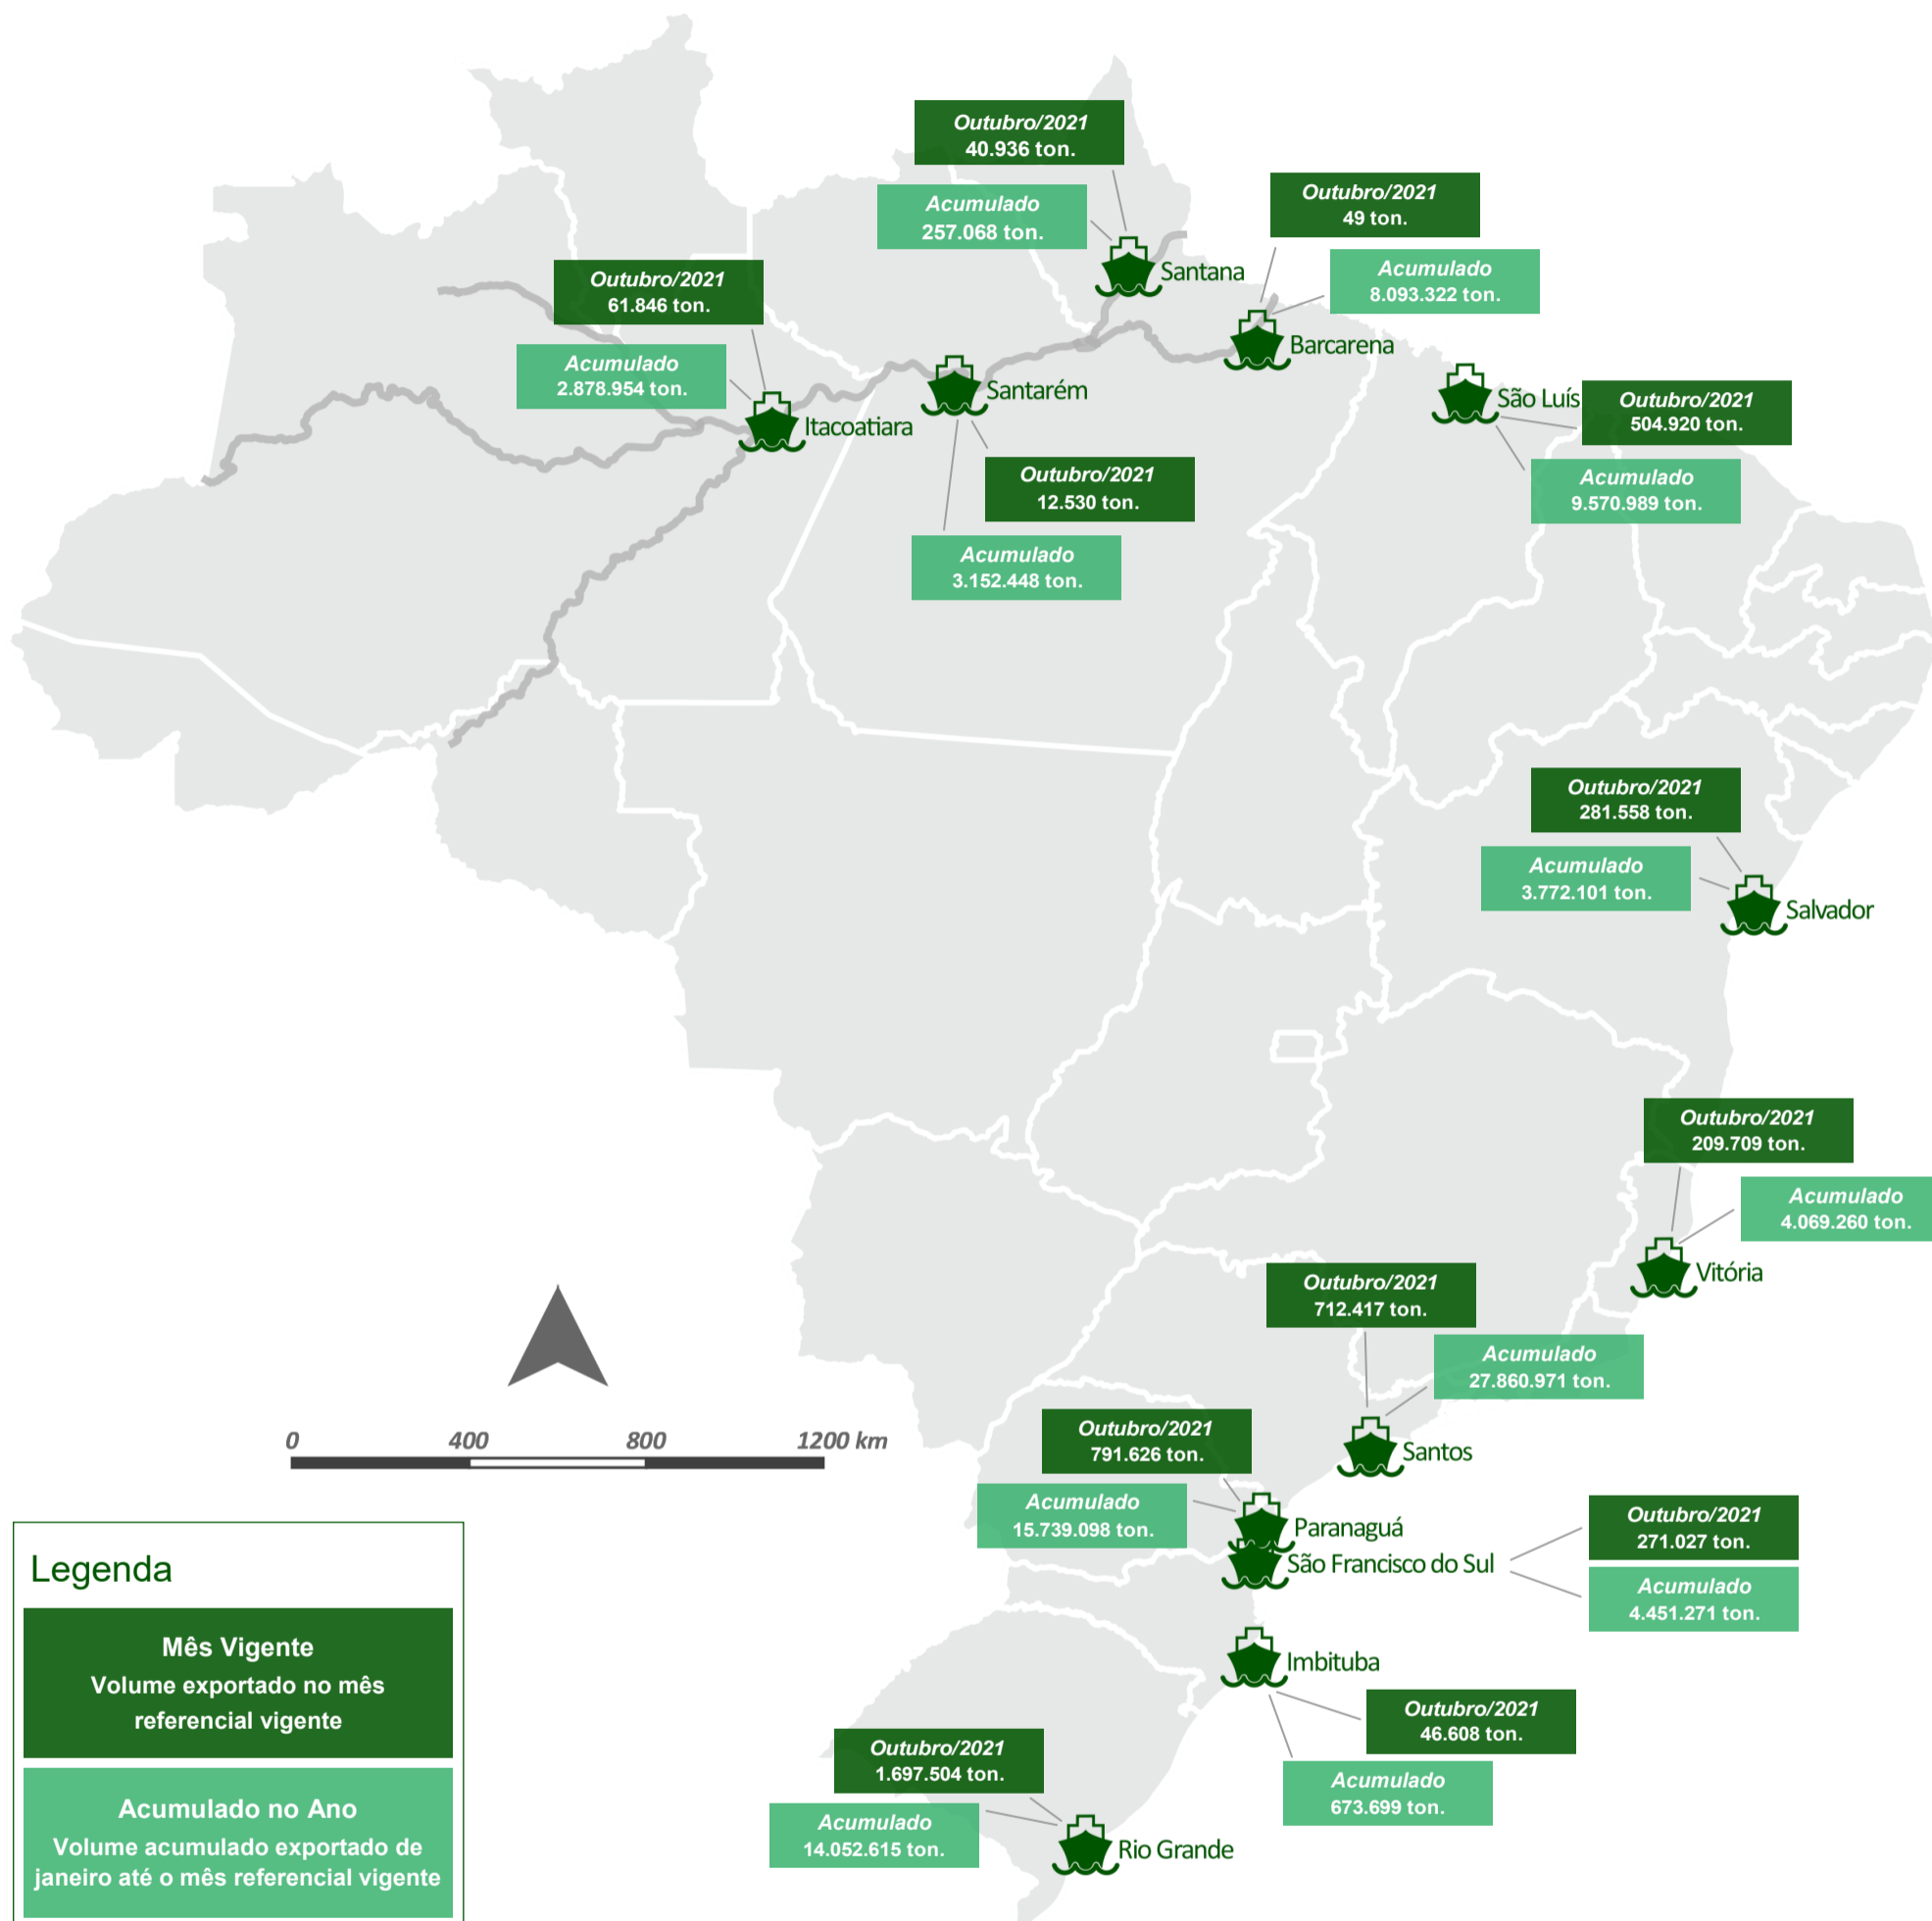 Outubro/2021
40.936 ton.
Acumulado
257.068 ton.
Santana
Outubro/2021
49 ton.
Acumulado
8.093.322 ton.
Barcarena
Outubro/2021
61.846 ton.
Acumulado
2.878.954 ton.
Itacoatiara
Santarém
Outubro/2021
12.530 ton.
Acumulado
3.152.448 ton.
São Luís
Outubro/2021
504.920 ton.
Acumulado
9.570.989 ton.
Outubro/2021
281.558 ton.
Acumulado
3.772.101 ton.
Salvador
Outubro/2021
209.709 ton.
Acumulado
4.069.260 ton.
Vitória
Outubro/2021
712.417 ton.
Acumulado
27.860.971 ton.
Santos
Outubro/2021
791.626 ton.
Acumulado
15.739.098 ton.
Paranaguá
São Francisco do Sul
Outubro/2021
271.027 ton.
Acumulado
4.451.271 ton.
Imbituba
Outubro/2021
46.608 ton.
Acumulado
673.699 ton.
Outubro/2021
1.697.504 ton.
Acumulado
14.052.615 ton.
Rio Grande
0 400 800 1200 km
Legenda
Mês Vigente
Volume exportado no mês
referencial vigente
Acumulado no Ano
Volume acumulado exportado de
janeiro até o mês referencial vigente